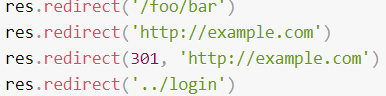 res.redirect('/foo/bar')
res.redirect('http://example.com')
res.redirect(301, 'http://example.com')
res.redirect('../login')